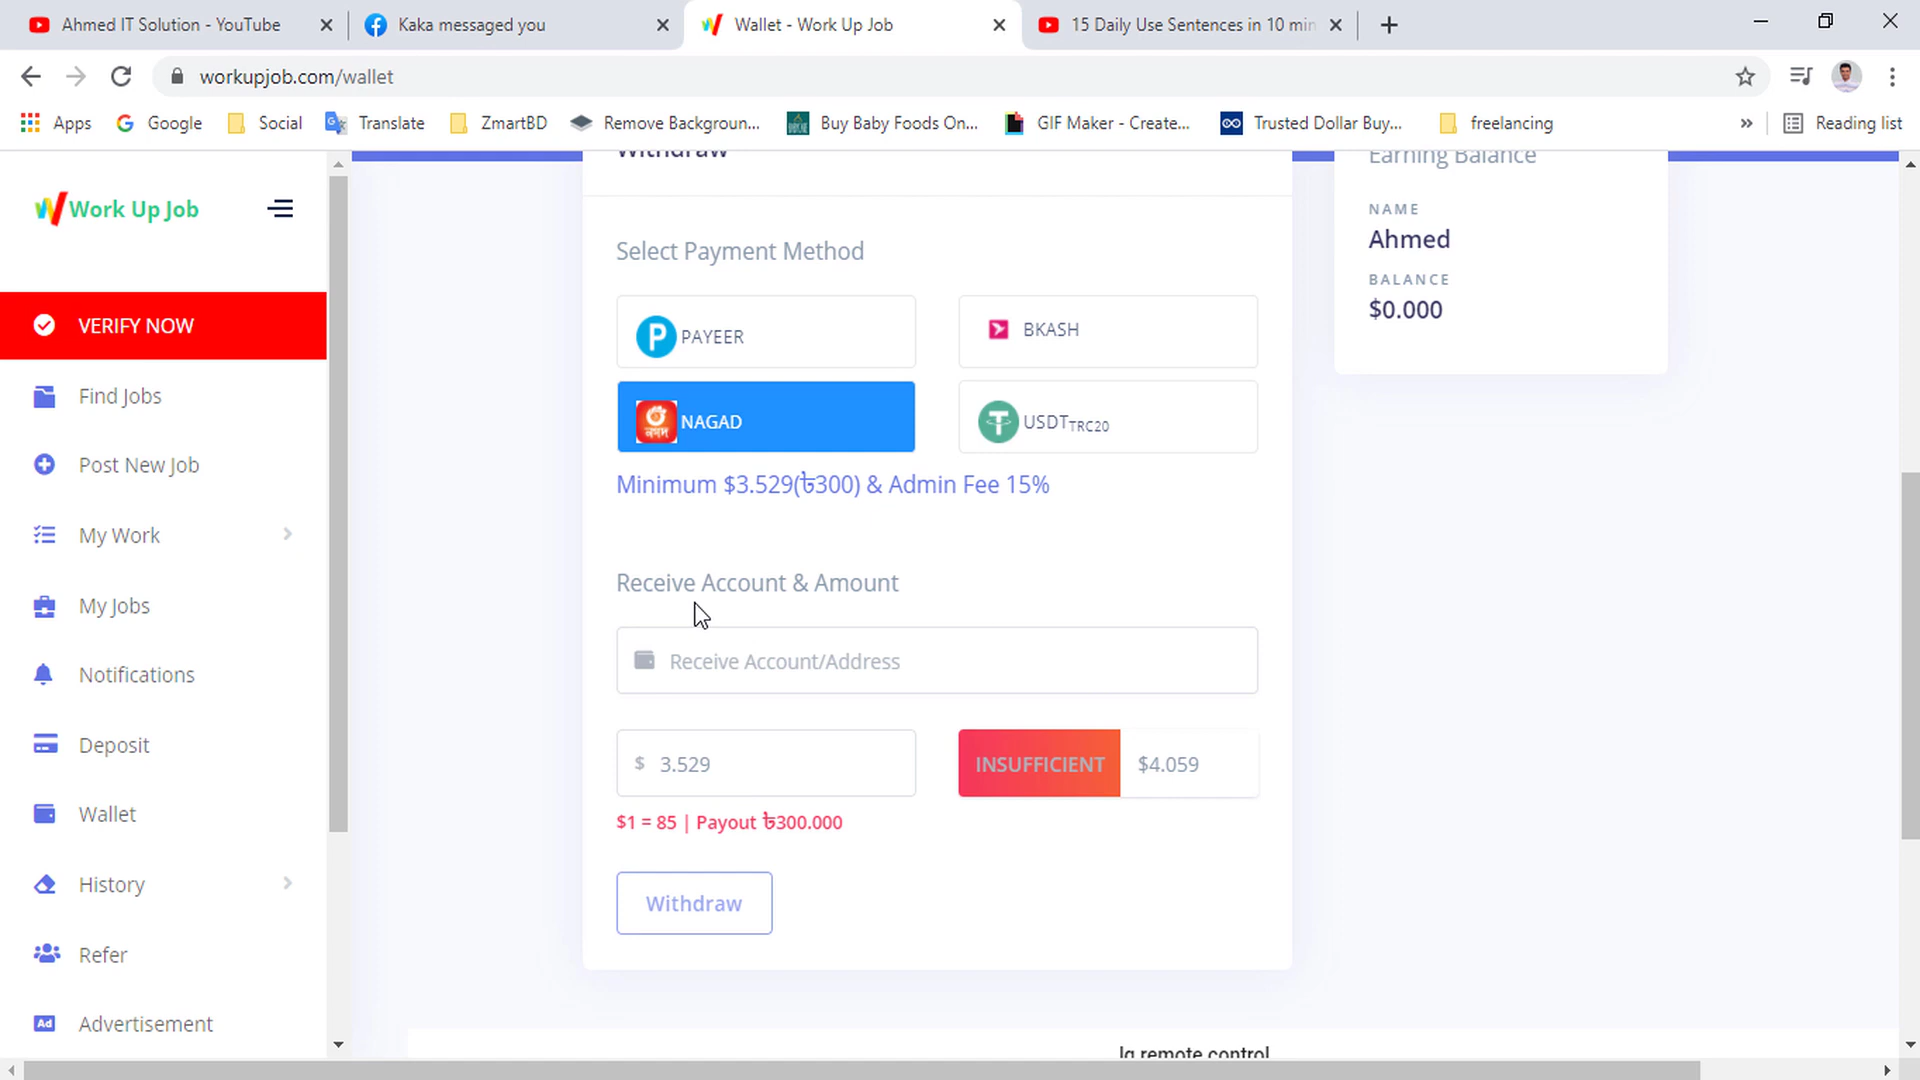 Ahmed IT Solution - YouTube
Kaka messaged you
Wallet - Work Up Job
15 Daily Use Sentences in 10 min
workupjob.com/wallet
Apps
Google
Social
Translate
ZmartBD
Remove Backgroun...
Buy Baby Foods On...
GIF Maker - Create...
Trusted Dollar Buy...
freelancing
»
Reading list
Work Up Job
VERIFY NOW
Find Jobs
Post New Job
My Work
My Jobs
Notifications
Deposit
Wallet
History
Refer
Ad Advertisement
Withdraw
Select Payment Method
P PAYEER
BKASH
নগদ NAGAD
USDT TRC20
Minimum $3.529(৳300) & Admin Fee 15%
Receive Account & Amount
Receive Account/Address
$ 3.529
INSUFFICIENT $4.059
$1 = 85 | Payout ৳300.000
Withdraw
Earning Balance
NAME
Ahmed
BALANCE
$0.000
lg remote control